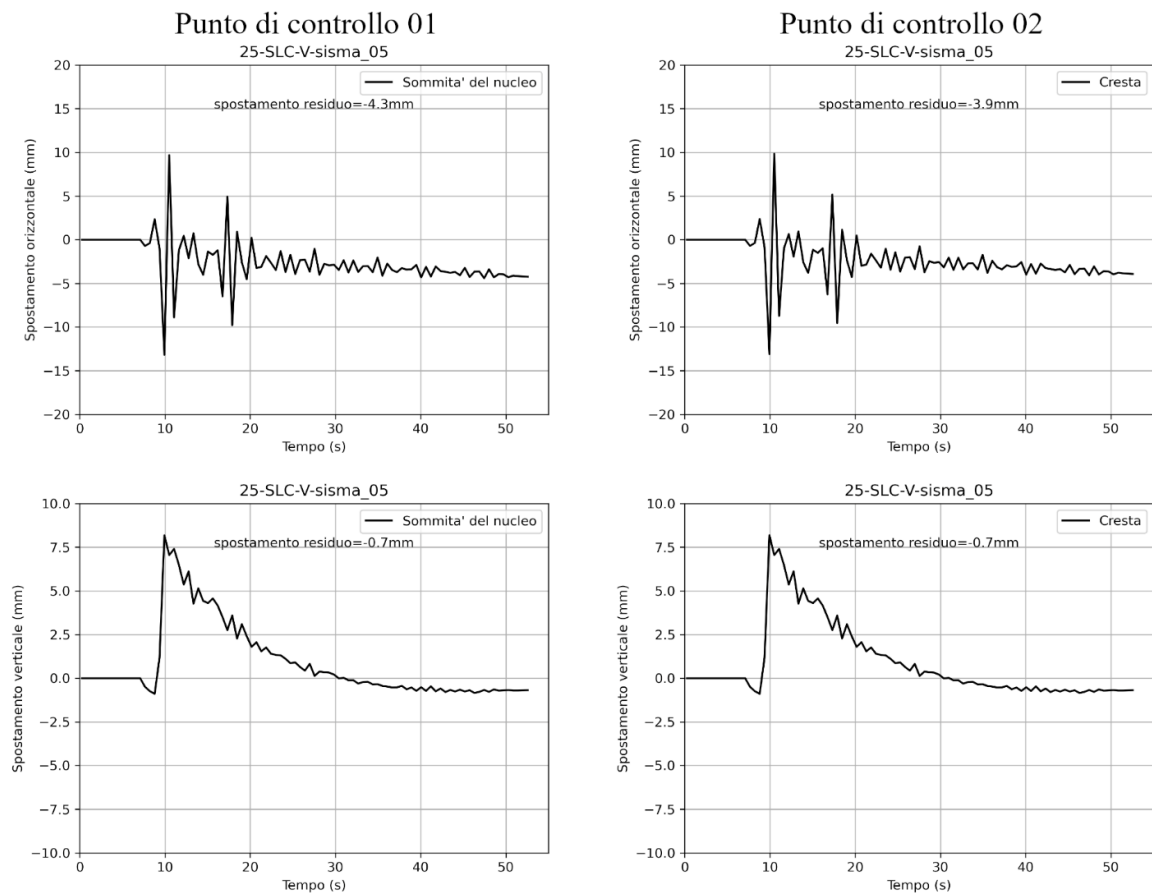 Punto di controllo 01
Punto di controllo 02
25-SLC-V-sisma_05
25-SLC-V-sisma_05
20
15
10
5
0
−5
−10
−15
−20
Spostamento orizzontale (mm)
Sommita' del nucleo
spostamento residuo=-4.3mm
0 10 20 30 40 50
Tempo (s)
20
15
10
5
0
−5
−10
−15
−20
Spostamento orizzontale (mm)
Cresta
spostamento residuo=-3.9mm
0 10 20 30 40 50
Tempo (s)
25-SLC-V-sisma_05
25-SLC-V-sisma_05
10.0
7.5
5.0
2.5
0.0
−2.5
−5.0
−7.5
−10.0
Spostamento verticale (mm)
Sommita' del nucleo
spostamento residuo=-0.7mm
0 10 20 30 40 50
Tempo (s)
10.0
7.5
5.0
2.5
0.0
−2.5
−5.0
−7.5
−10.0
Spostamento verticale (mm)
Cresta
spostamento residuo=-0.7mm
0 10 20 30 40 50
Tempo (s)